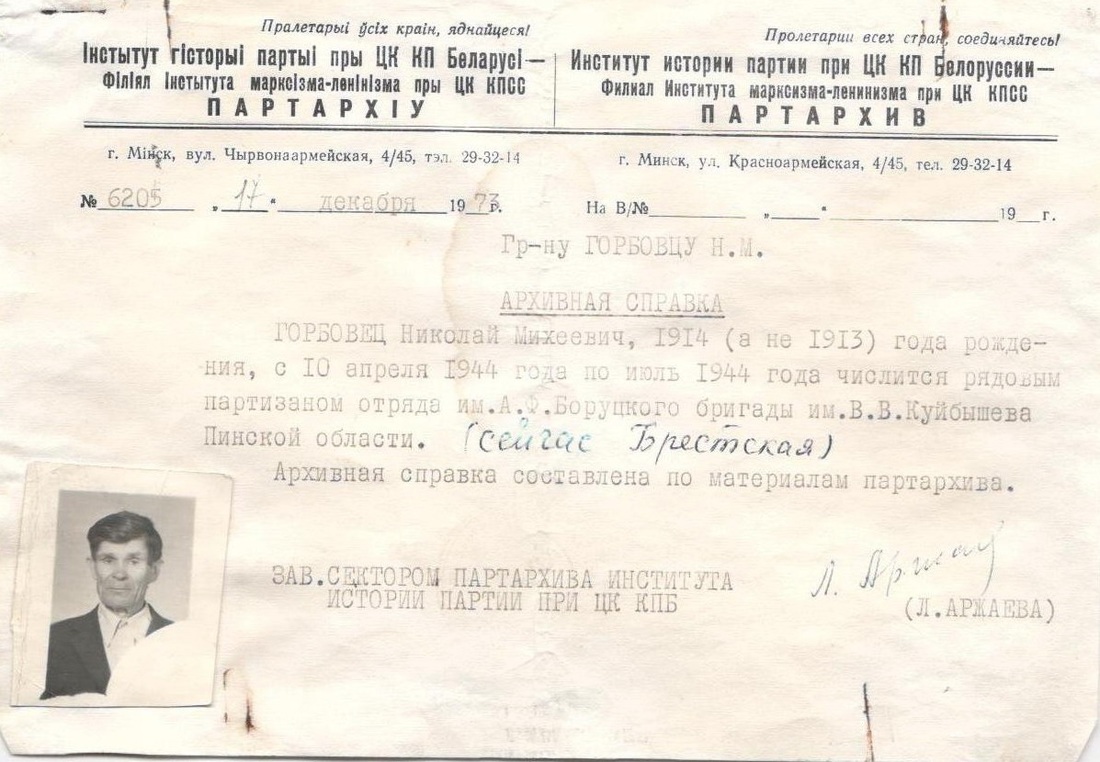 Пралетарыі ўсіх краін, яднайцеся!
Інстытут гісторыі партыі пры ЦК КП Беларусі—
Філіял Інстытута марксізма-ленінізма пры ЦК КПСС
ПАРТАРХІУ
г. Мінск, вул. Чырвонаармейская, 4/45, тэл. 29-32-14
№ 6205 „17“ декабря 1973г.
Пролетарии всех стран, соединяйтесь!
Институт истории партии при ЦК КП Белоруссии—
Филиал Института марксизма-ленинизма при ЦК КПСС
ПАРТАРХИВ
г. Минск, ул. Красноармейская, 4/45, тел. 29-32-14
На В/№ „ “ 19 г.
Гр-ну ГОРБОВЦУ Н.М.
АРХИВНАЯ СПРАВКА
ГОРБОВЕЦ Николай Михеевич, 1914 (а не 1913) года рожде-
ния, с 10 апреля 1944 года по июль 1944 года числится рядовым
партизаном отряда им.А.Ф.Боруцкого бригады им.В.В.Куйбышева
Пинской области. (сейчас Брестская)
Архивная справка составлена по материалам партархива.
ЗАВ.СЕКТОРОМ ПАРТАРХИВА ИНСТИТУТА
ИСТОРИИ ПАРТИИ ПРИ ЦК КПБ
Л. Аржаев
(Л.АРЖАЕВА)